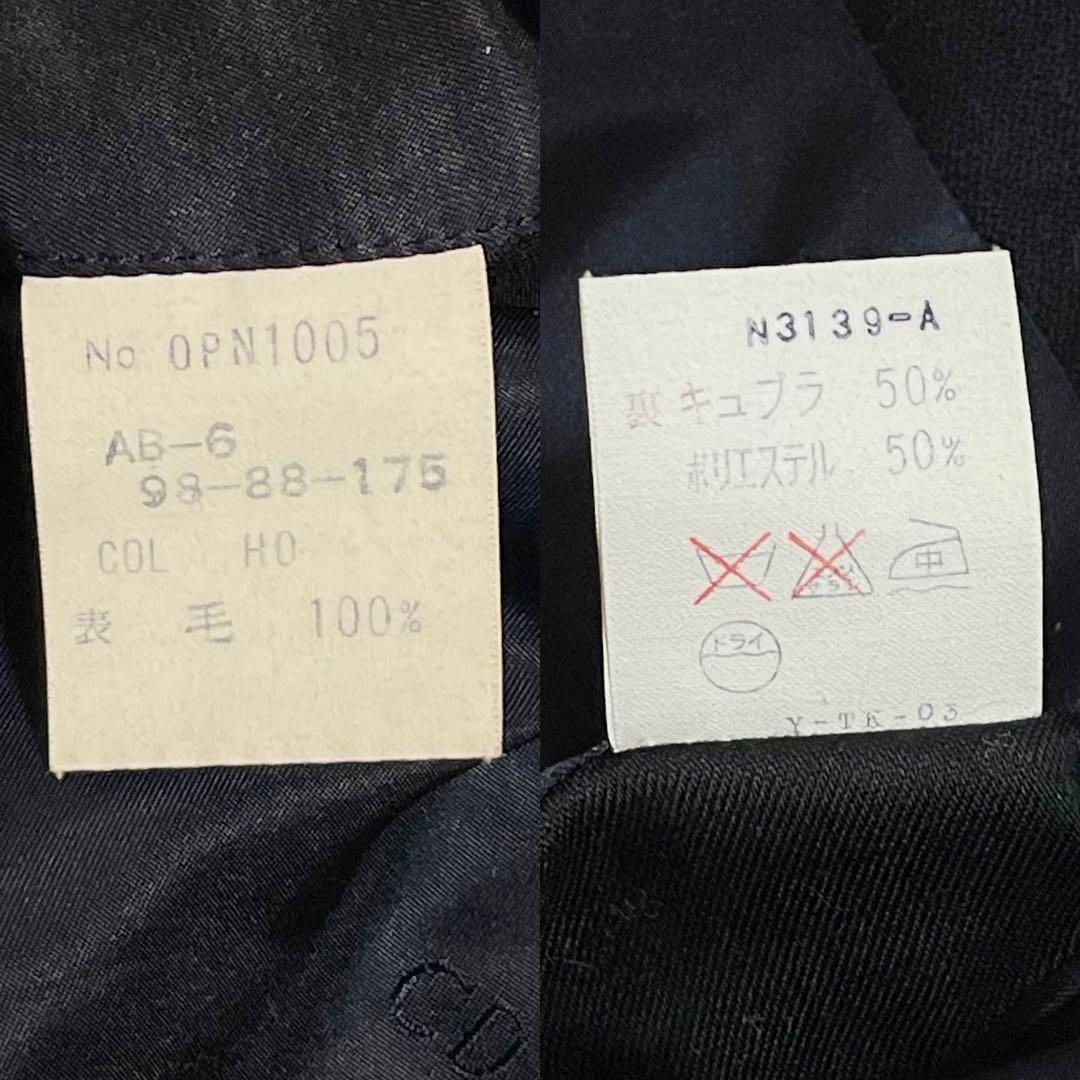 No OPN1005
AB-6
98-88-175
COL HO
表 毛 100%
N3139-A
裏 キュプラ 50%
ポリエステル 50%
中
ドライ
Y-TK-03